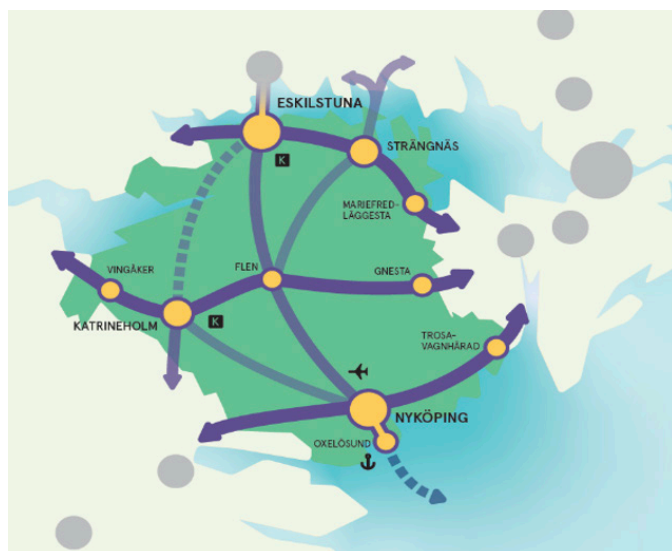 ESKILSTUNA
STRÄNGNÄS
K
MARIEFRED-
LÄGGESTA
FLEN
GNESTA
VINGÅKER
KATRINEHOLM
K
TROSA-
VAGNHÄRAD
NYKÖPING
OXELÖSUND